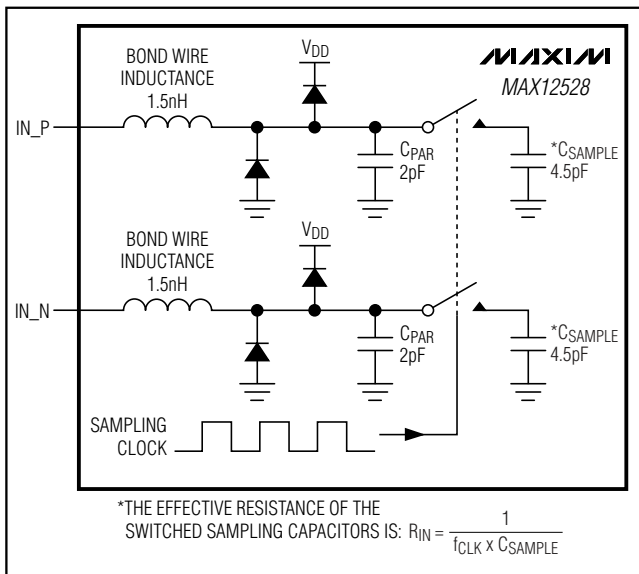 BOND WIRE
INDUCTANCE
1.5nH
VDD
MAXIM
MAX12528
IN_P
CPAR
2pF
*CSAMPLE
4.5pF
BOND WIRE
INDUCTANCE
1.5nH
VDD
IN_N
CPAR
2pF
*CSAMPLE
4.5pF
SAMPLING
CLOCK
*THE EFFECTIVE RESISTANCE OF THE
SWITCHED SAMPLING CAPACITORS IS: RIN = 1 / fCLK x CSAMPLE